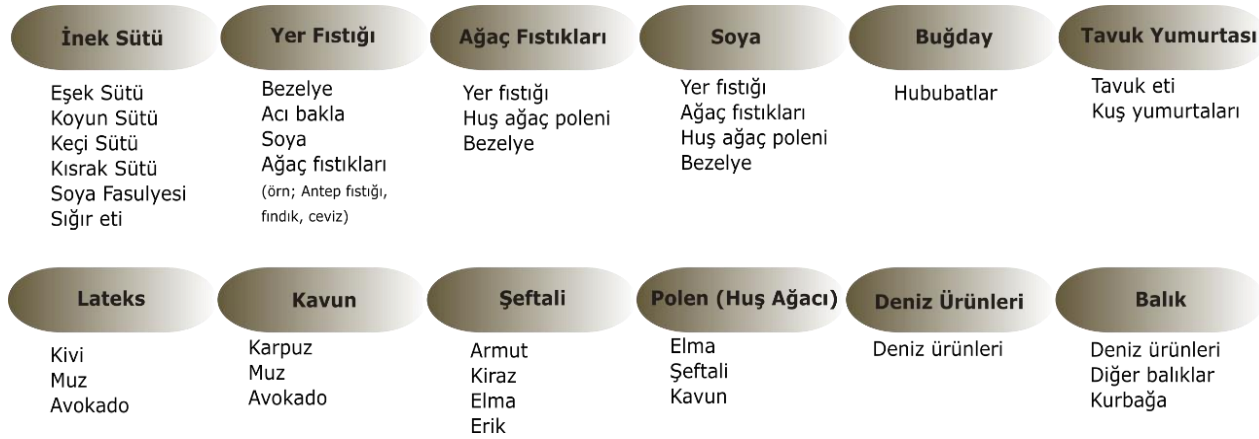 İnek Sütü
Eşek Sütü
Koyun Sütü
Keçi Sütü
Kısrak Sütü
Soya Fasulyesi
Sığır eti
Yer Fıstığı
Bezelye
Acı bakla
Soya
Ağaç fıstıkları
(örn; Antep fıstığı,
fındık, ceviz)
Ağaç Fıstıkları
Yer fıstığı
Huş ağaç poleni
Bezelye
Soya
Yer fıstığı
Ağaç fıstıkları
Huş ağaç poleni
Bezelye
Buğday
Hububatlar
Tavuk Yumurtası
Tavuk eti
Kuş yumurtaları
Lateks
Kivi
Muz
Avokado
Kavun
Karpuz
Muz
Avokado
Şeftali
Armut
Kiraz
Elma
Erik
Polen (Huş Ağacı)
Elma
Şeftali
Kavun
Deniz Ürünleri
Deniz ürünleri
Balık
Deniz ürünleri
Diğer balıklar
Kurbağa